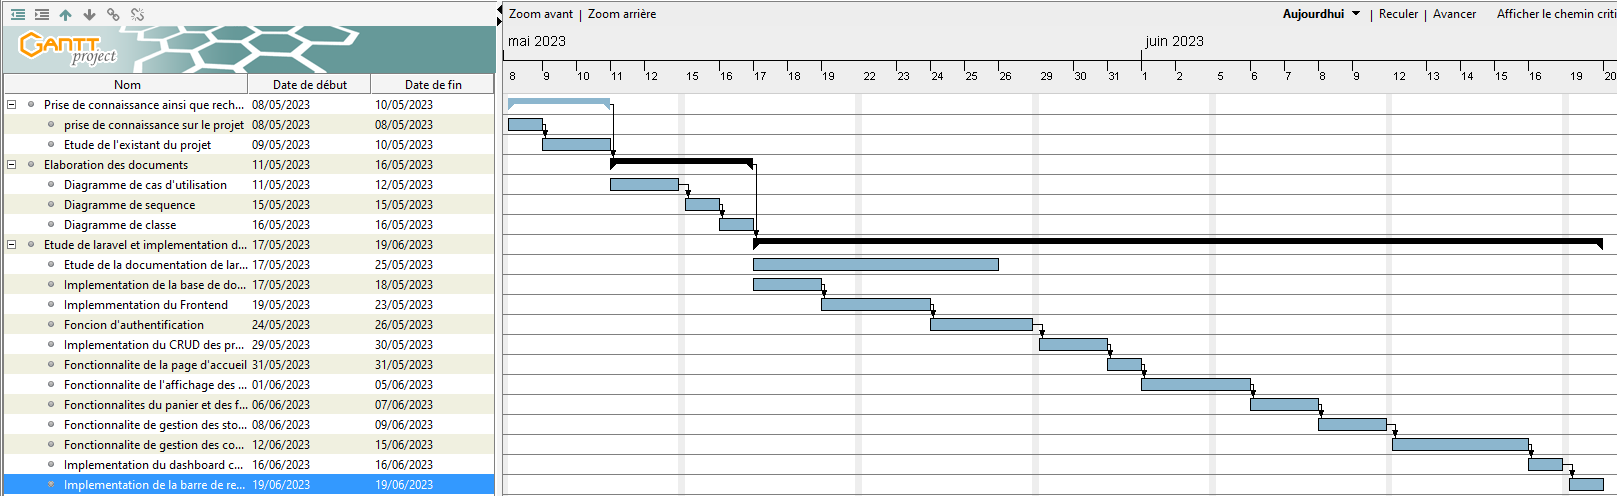 Zoom avant | Zoom arrière
Aujourdhui | Reculer | Avancer Afficher le chemin criti
GANTT project
mai 2023 juin 2023
Nom Date de début Date de fin
8 9 10 11 12 15 16 17 18 19 22 23 24 25 26 29 30 31 1 2 5 6 7 8 9 12 13 14 15 16 19 20
Prise de connaissance ainsi que rech... 08/05/2023 10/05/2023
prise de connaissance sur le projet 08/05/2023 08/05/2023
Etude de l'existant du projet 09/05/2023 10/05/2023
Elaboration des documents 11/05/2023 16/05/2023
Diagramme de cas d'utilisation 11/05/2023 12/05/2023
Diagramme de sequence 15/05/2023 15/05/2023
Diagramme de classe 16/05/2023 16/05/2023
Etude de laravel et implementation d... 17/05/2023 19/06/2023
Etude de la documentation de lar... 17/05/2023 25/05/2023
Implementation de la base de do... 17/05/2023 18/05/2023
Implemmentation du Frontend 19/05/2023 23/05/2023
Foncion d'authentification 24/05/2023 26/05/2023
Implementation du CRUD des pr... 29/05/2023 30/05/2023
Fonctionnalite de la page d'accueil 31/05/2023 31/05/2023
Fonctionnalite de l'affichage des ... 01/06/2023 05/06/2023
Fonctionnalites du panier et des f... 06/06/2023 07/06/2023
Fonctionnalite de gestion des sto... 08/06/2023 09/06/2023
Fonctionnalite de gestion des co... 12/06/2023 15/06/2023
Implementation du dashboard c... 16/06/2023 16/06/2023
Implementation de la barre de re... 19/06/2023 19/06/2023